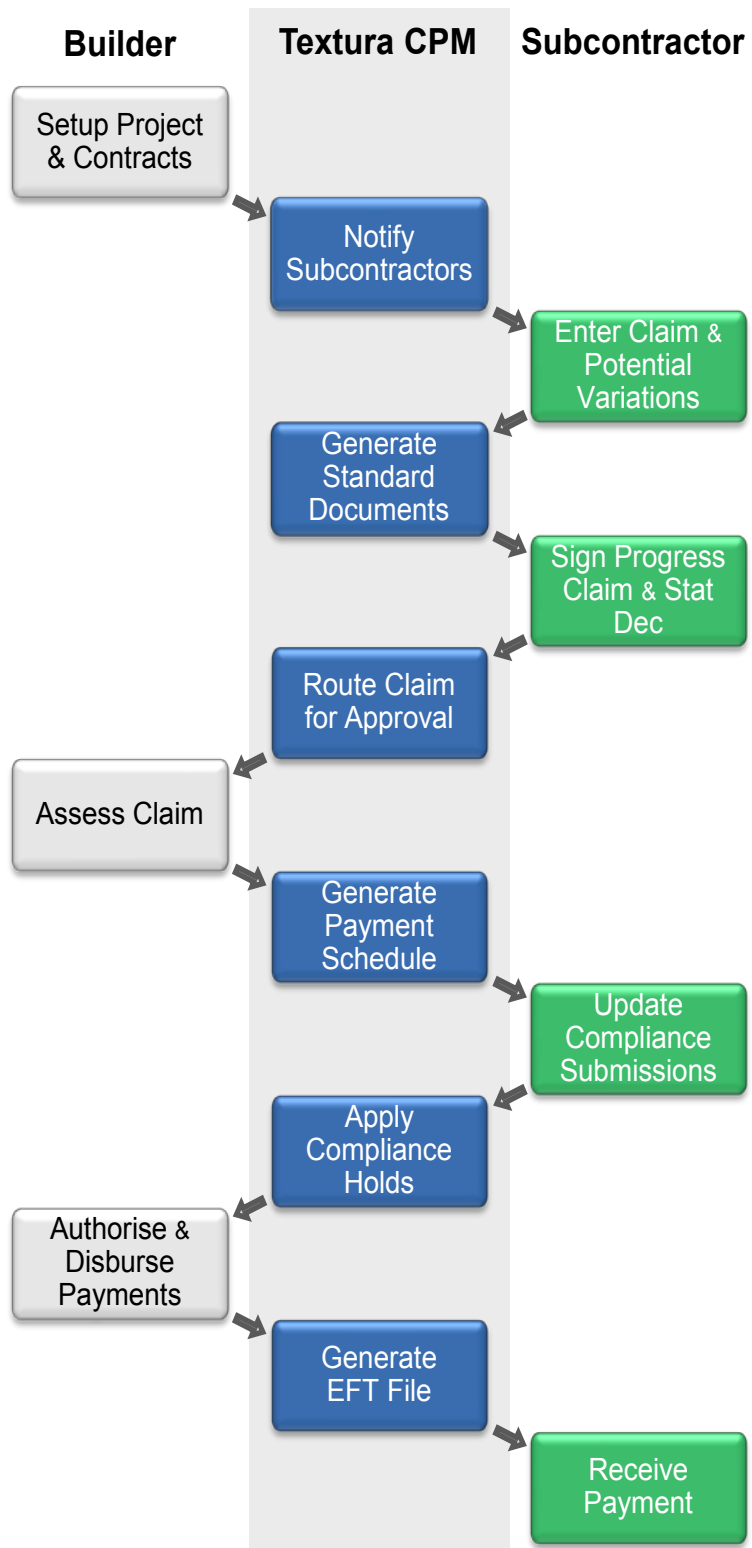 Builder
Textura CPM
Subcontractor
Setup Project
& Contracts
Notify
Subcontractors
Enter Claim &
Potential
Variations
Generate
Standard
Documents
Sign Progress
Claim & Stat
Dec
Route Claim
for Approval
Assess Claim
Generate
Payment
Schedule
Update
Compliance
Submissions
Apply
Compliance
Holds
Authorise &
Disburse
Payments
Generate
EFT File
Receive
Payment